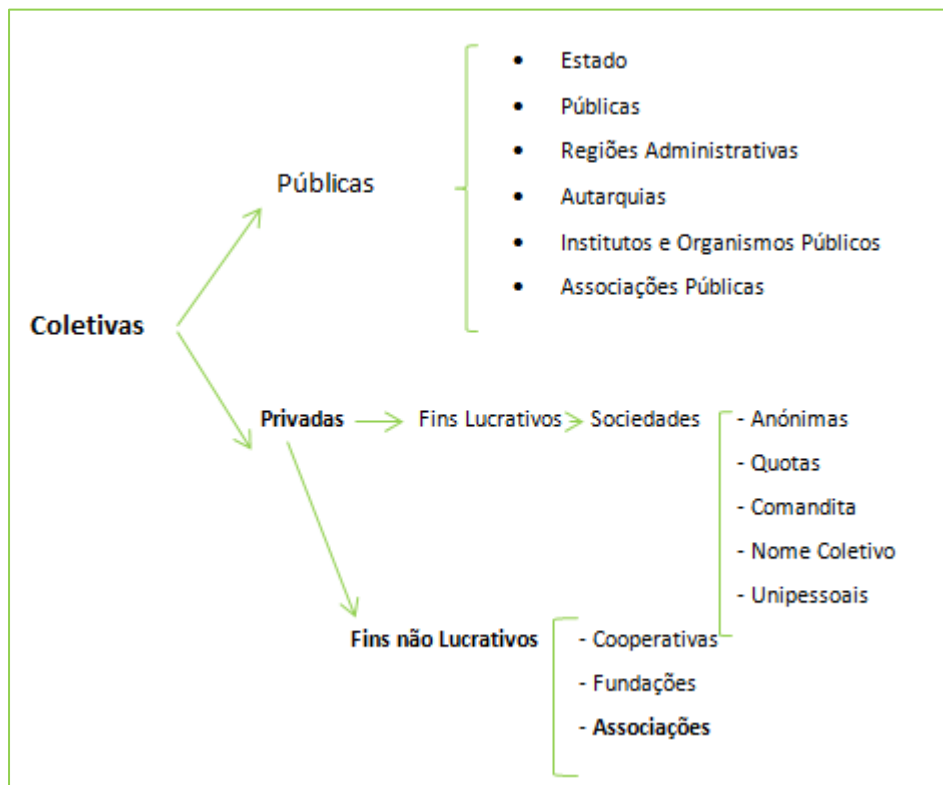 • Estado
• Públicas
• Regiões Administrativas
Públicas
• Autarquias
• Institutos e Organismos Públicos
• Associações Públicas
Coletivas
Privadas Fins Lucrativos Sociedades - Anónimas
- Quotas
- Comandita
- Nome Coletivo
- Unipessoais
Fins não Lucrativos - Cooperativas
- Fundações
- Associações